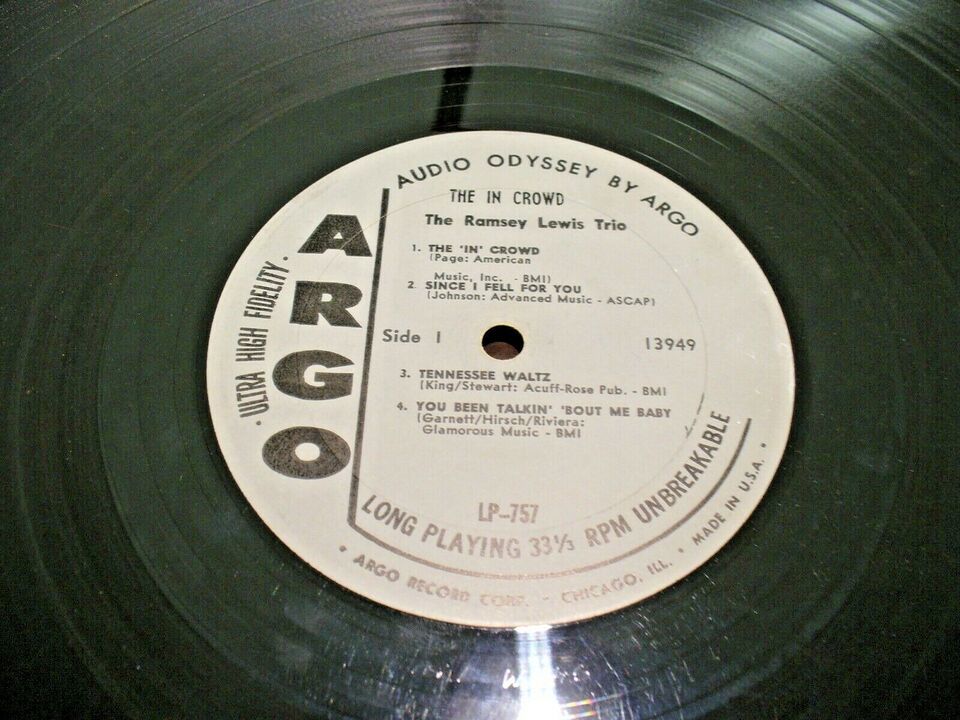 AUDIO ODYSSEY BY ARGO
THE IN CROWD
The Ramsey Lewis Trio
ARGO
· ULTRA HIGH FIDELITY ·
1. THE 'IN' CROWD
(Page: American
Music, Inc. - BMI)
2. SINCE I FELL FOR YOU
(Johnson: Advanced Music - ASCAP)
Side 1
13949
3. TENNESSEE WALTZ
(King/Stewart: Acuff-Rose Pub. - BMI
4. YOU BEEN TALKIN' 'BOUT ME BABY
(Garnett/Hirsch/Riviera:
Glamorous Music - BMI
LP-757
LONG PLAYING 33⅓ RPM UNBREAKABLE
• ARGO RECORD CORP. - CHICAGO, ILL. • MADE IN U.S.A. •